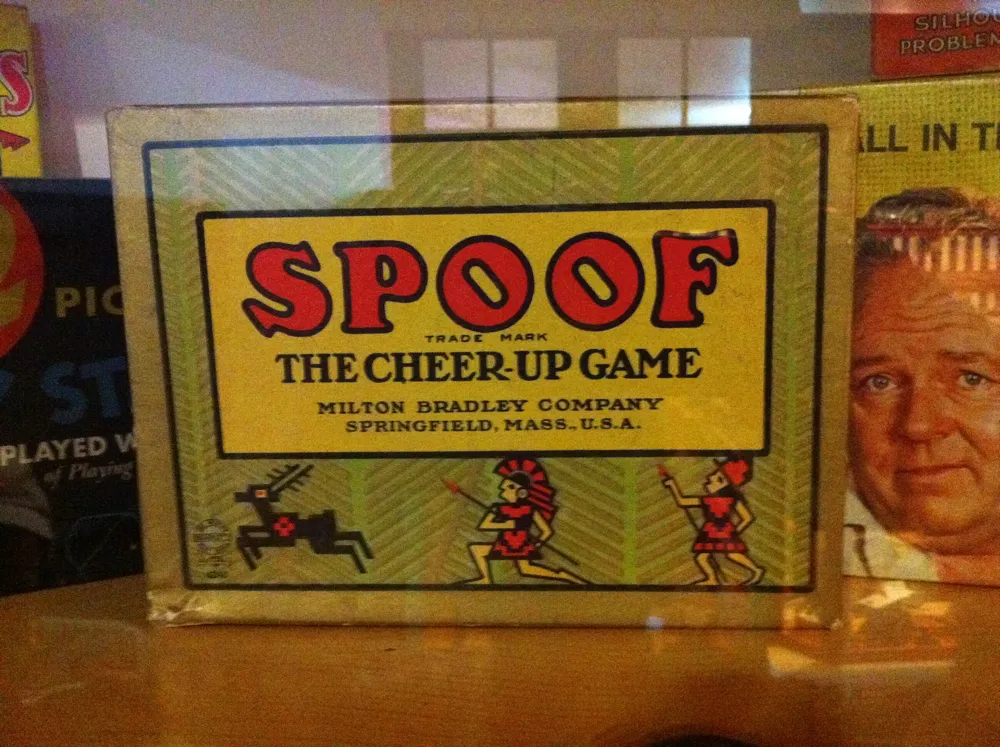 SPOOF
TRADE MARK
THE CHEER-UP GAME
MILTON BRADLEY COMPANY
SPRINGFIELD, MASS., U.S.A.
S
PIC
ST
PLAYED W
of Playing
SILHO
PROBLEM
ALL IN T